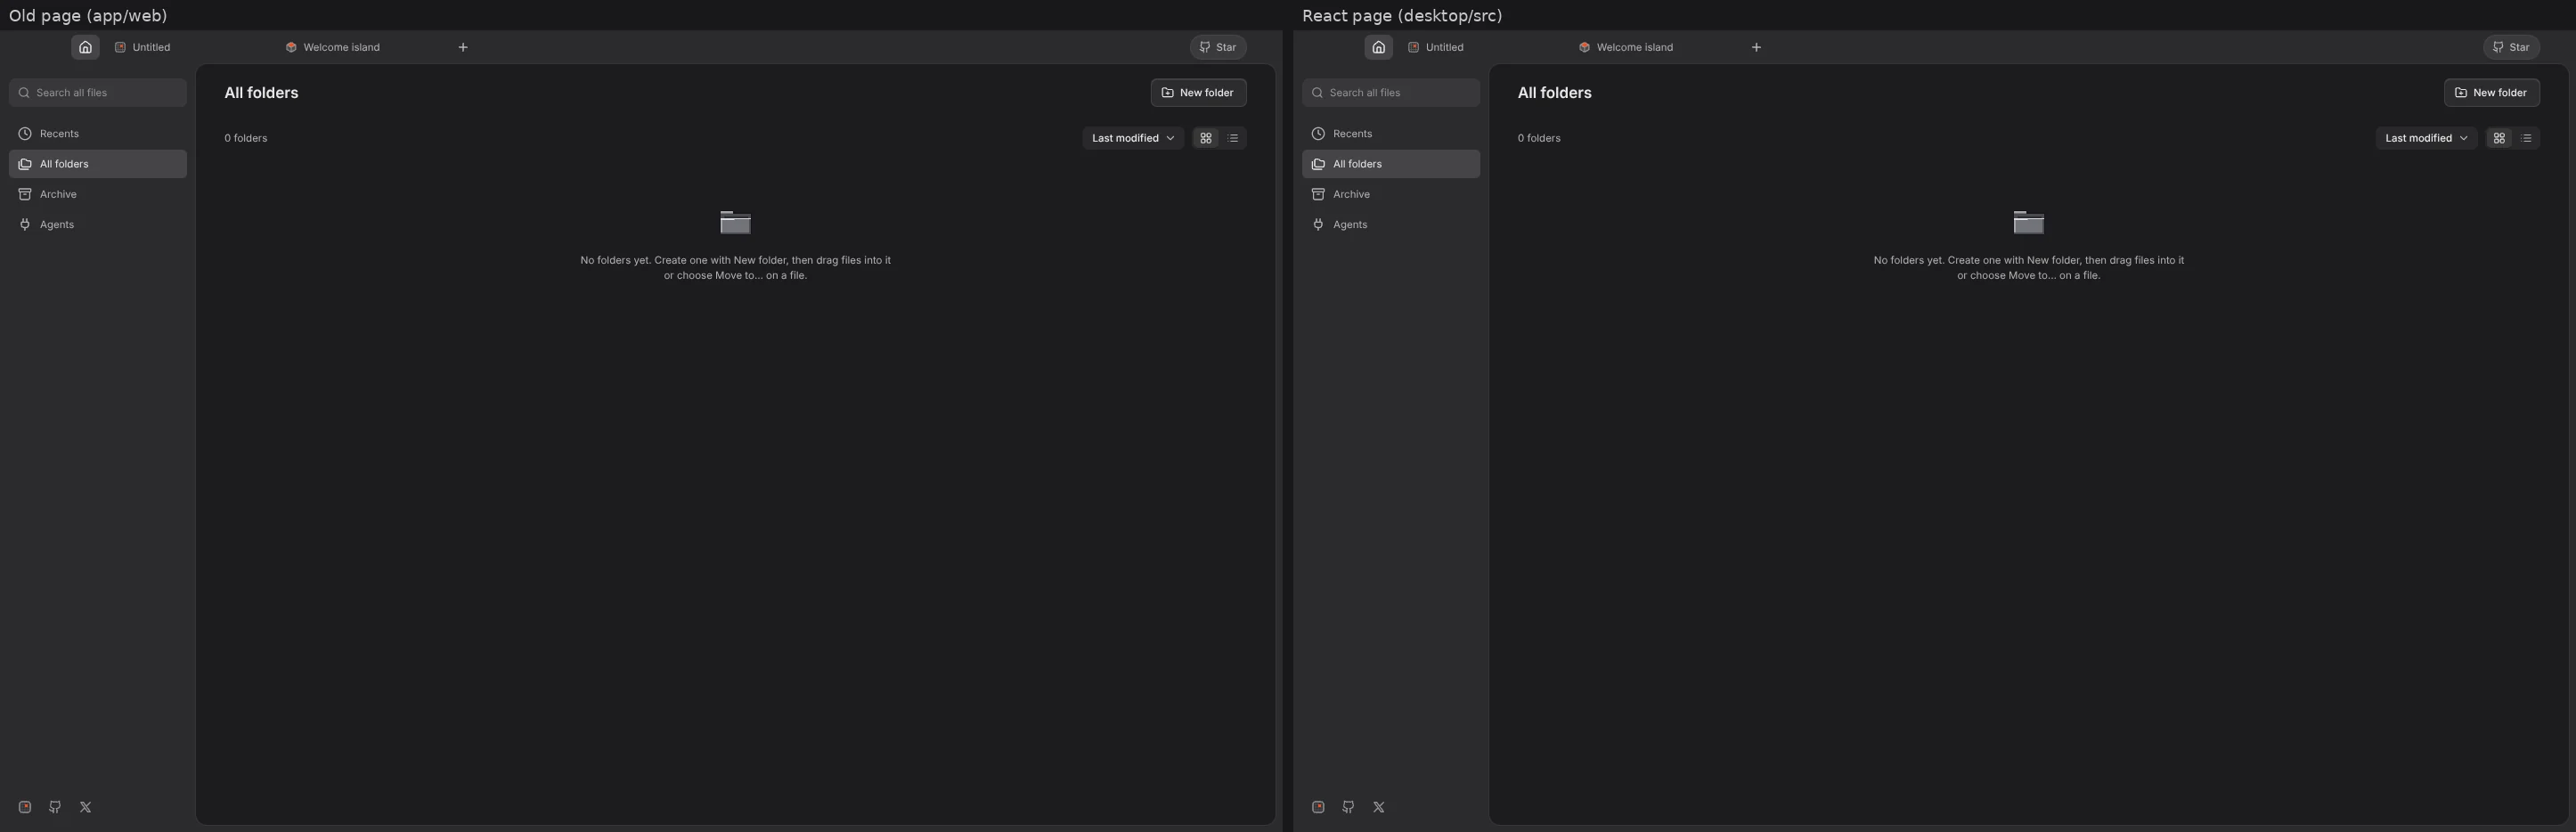 Old page (app/web)
Untitled
Welcome island
Star
Search all files
Recents
All folders
Archive
Agents
All folders
New folder
0 folders
Last modified
No folders yet. Create one with New folder, then drag files into it
or choose Move to... on a file.
React page (desktop/src)
Untitled
Welcome island
Star
Search all files
Recents
All folders
Archive
Agents
All folders
New folder
0 folders
Last modified
No folders yet. Create one with New folder, then drag files into it
or choose Move to... on a file.